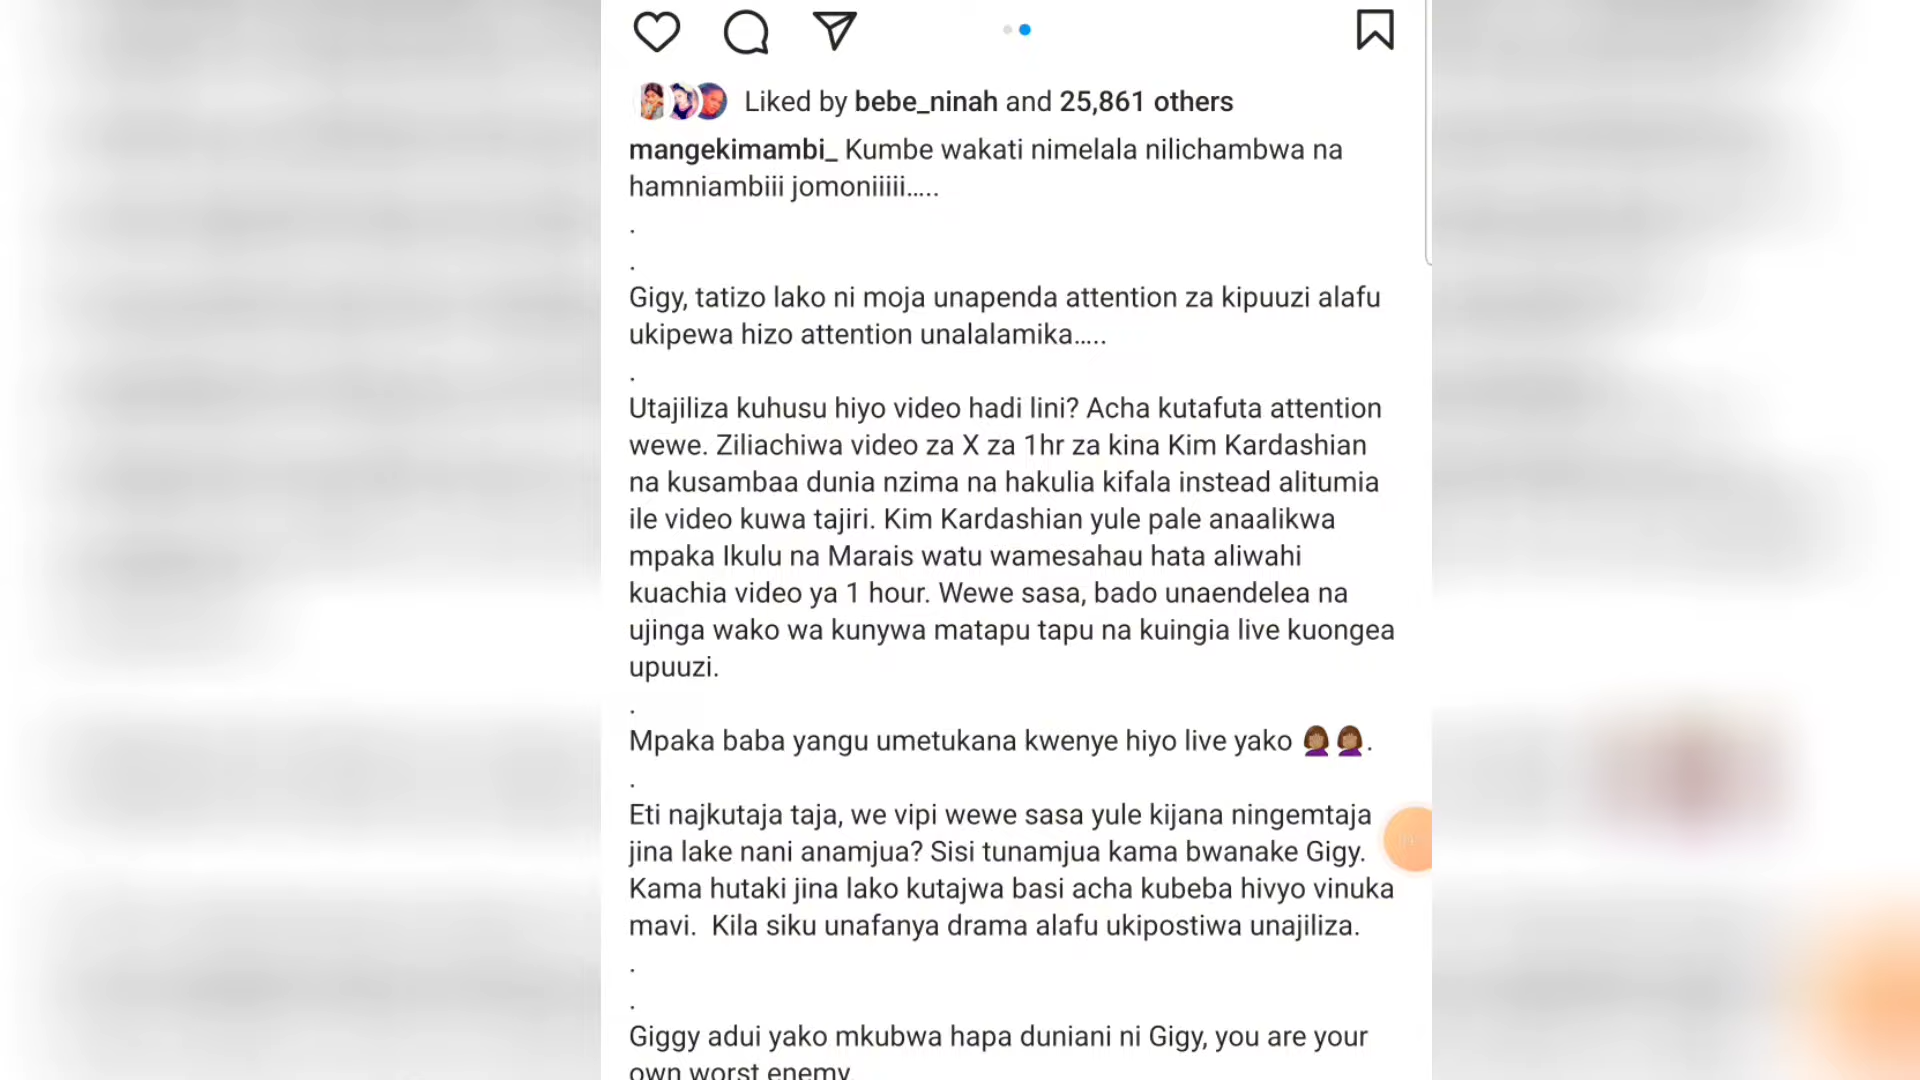 Liked by bebe_ninah and 25,861 others
mangekimambi_ Kumbe wakati nimelala nilichambwa na
hamniambiii jomoniiiii.....
.
.
Gigy, tatizo lako ni moja unapenda attention za kipuuzi alafu
ukipewa hizo attention unalalamika.....
.
Utajiliza kuhusu hiyo video hadi lini? Acha kutafuta attention
wewe. Ziliachiwa video za X za 1hr za kina Kim Kardashian
na kusambaa dunia nzima na hakulia kifala instead alitumia
ile video kuwa tajiri. Kim Kardashian yule pale anaalikwa
mpaka Ikulu na Marais watu wamesahau hata aliwahi
kuachia video ya 1 hour. Wewe sasa, bado unaendelea na
ujinga wako wa kunywa matapu tapu na kuingia live kuongea
upuuzi.
.
Mpaka baba yangu umetukana kwenye hiyo live yako 🤦🏽‍♀️🤦🏽‍♀️.
.
Eti najkutaja taja, we vipi wewe sasa yule kijana ningemtaja
jina lake nani anamjua? Sisi tunamjua kama bwanake Gigy.
Kama hutaki jina lako kutajwa basi acha kubeba hivyo vinuka
mavi.  Kila siku unafanya drama alafu ukipostiwa unajiliza.
.
.
Giggy adui yako mkubwa hapa duniani ni Gigy, you are your
own worst enemy